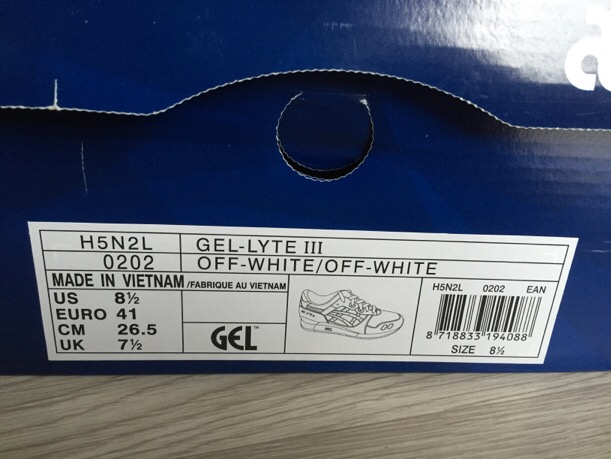 H5N2L GEL-LYTE III
0202 OFF-WHITE/OFF-WHITE
MADE IN VIETNAM /FABRIQUE AU VIETNAM
US 8½
EURO 41
CM 26.5
UK 7½
GEL™
H5N2L 0202 EAN
8 718833 194088
SIZE 8½